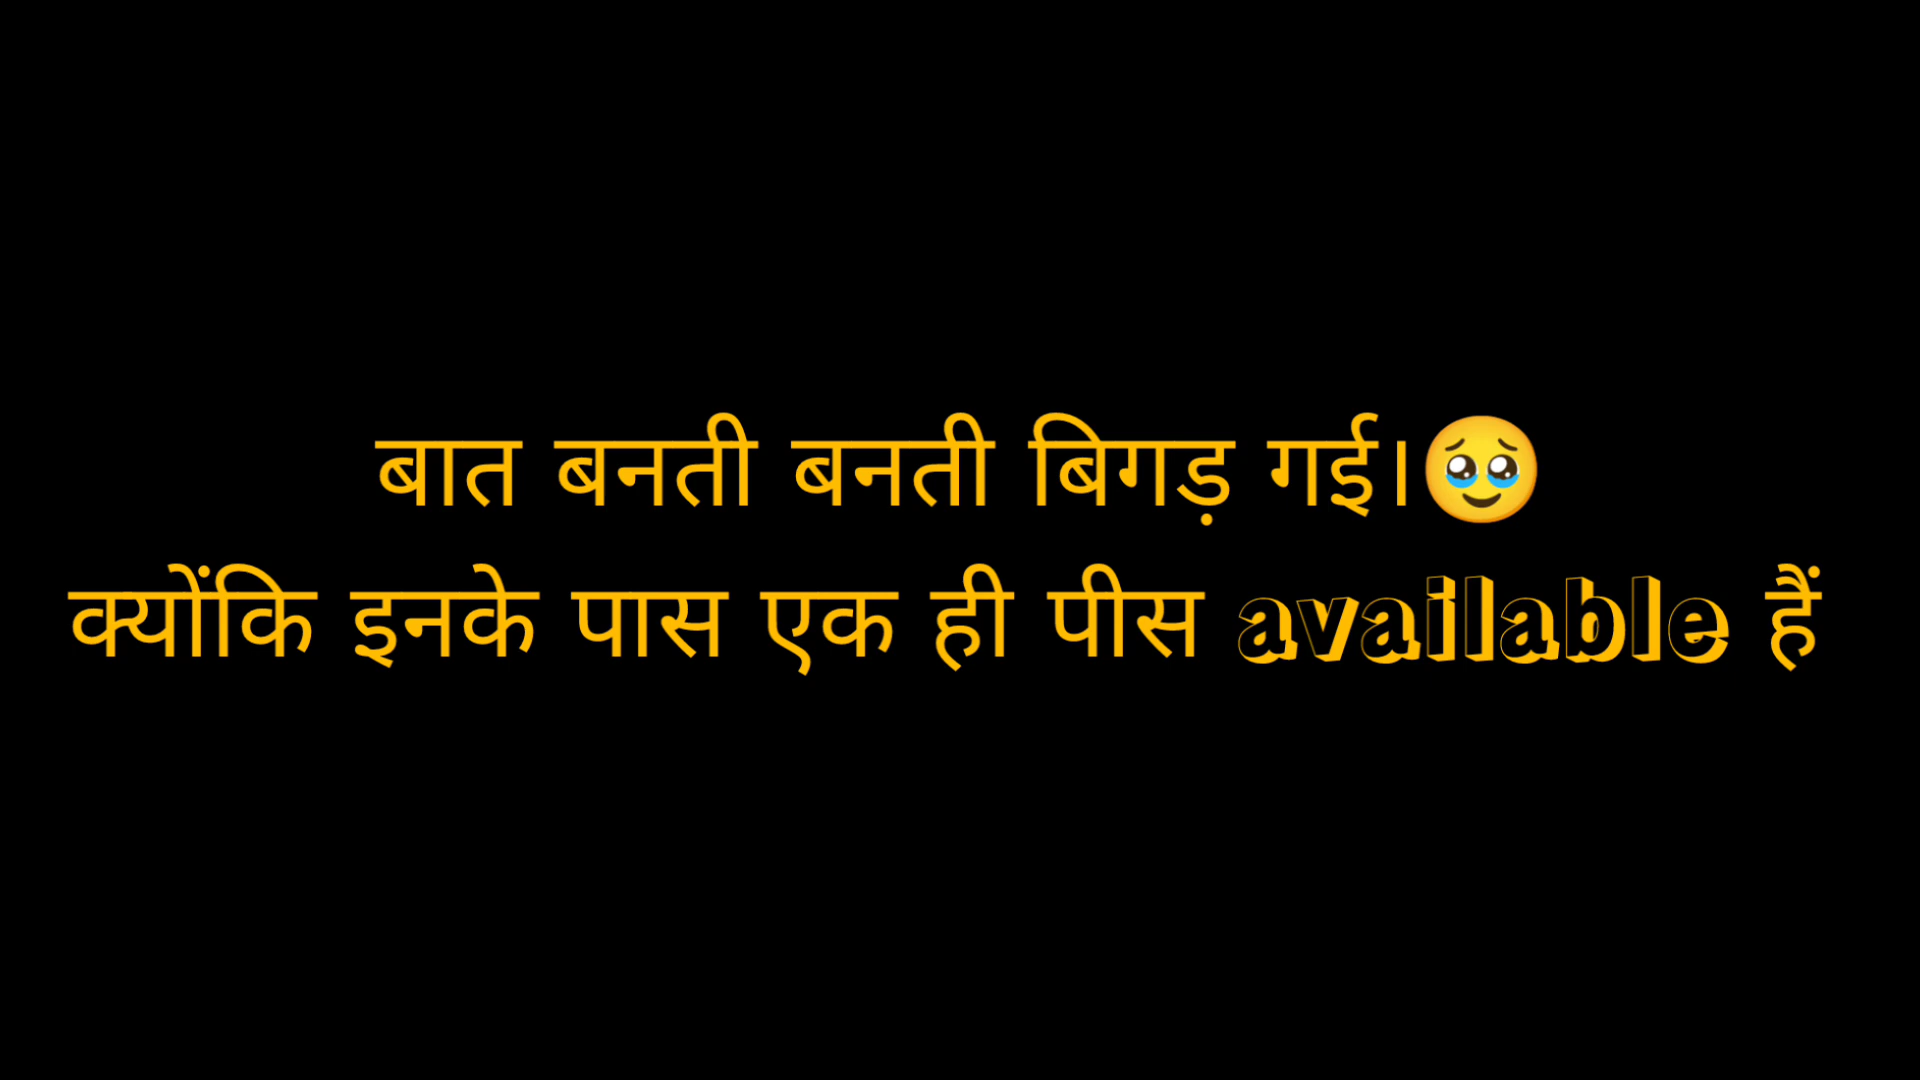 बात बनती बनती बिगड़ गई।🥹
क्योंकि इनके पास एक ही पीस available हैं